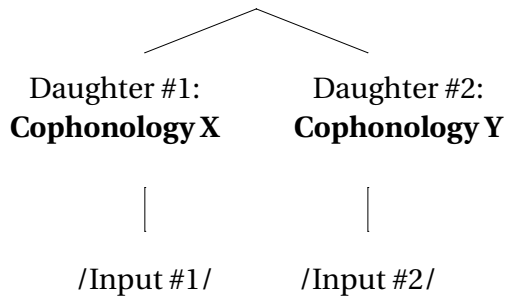 Daughter #1: Daughter #2:
Cophonology X Cophonology Y
/Input #1/ /Input #2/